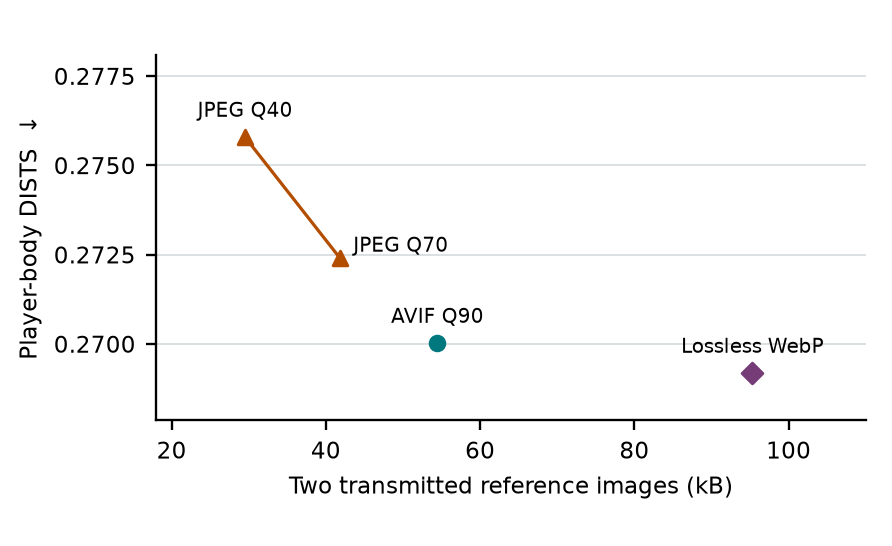 0.2775
0.2750
0.2725
0.2700
Player-body DISTS ↓
JPEG Q40
JPEG Q70
AVIF Q90
Lossless WebP
20 40 60 80 100
Two transmitted reference images (kB)